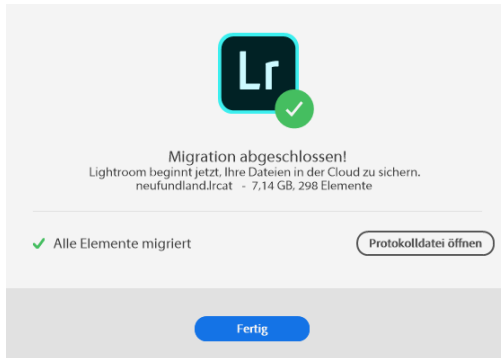 Lr
Migration abgeschlossen!
Lightroom beginnt jetzt, Ihre Dateien in der Cloud zu sichern.
neufundland.lrcat - 7,14 GB, 298 Elemente
Alle Elemente migriert
Protokolldatei öffnen
Fertig